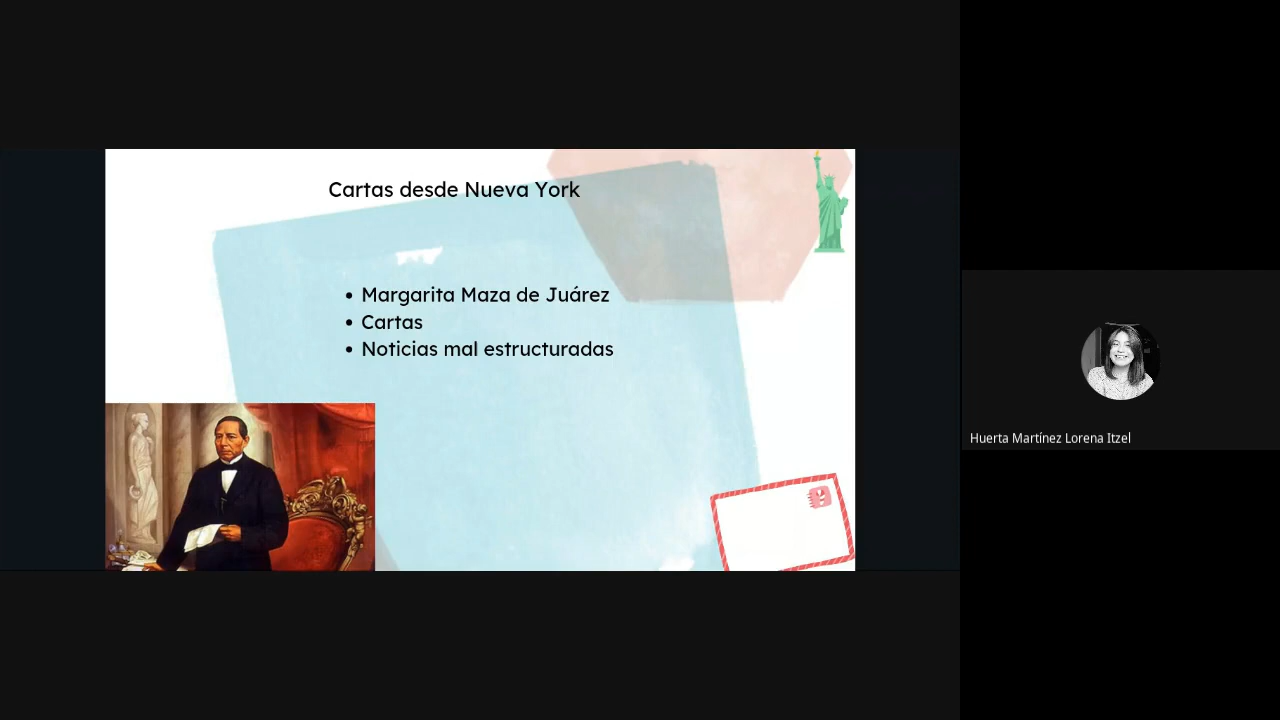 Cartas desde Nueva York
• Margarita Maza de Juárez
• Cartas
• Noticias mal estructuradas
Huerta Martínez Lorena Itzel